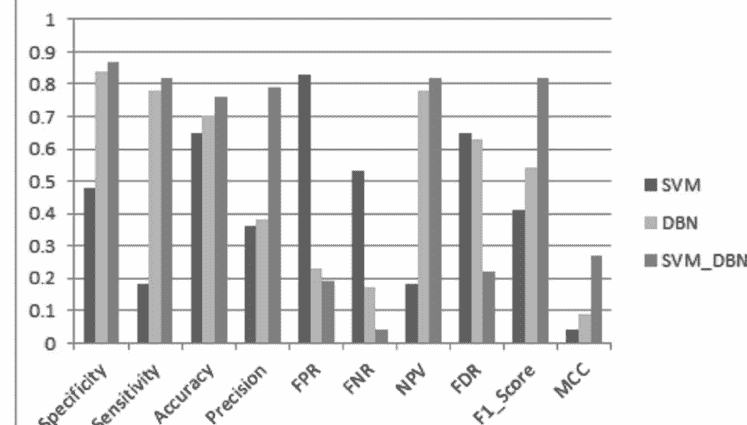 1
0.9
0.8
0.7
0.6
0.5
0.4
0.3
0.2
0.1
0
Specificity
Sensitivity
Accuracy
Precision
FPR
FNR
NPV
FDR
F1_Score
MCC
SVM
DBN
SVM_DBN